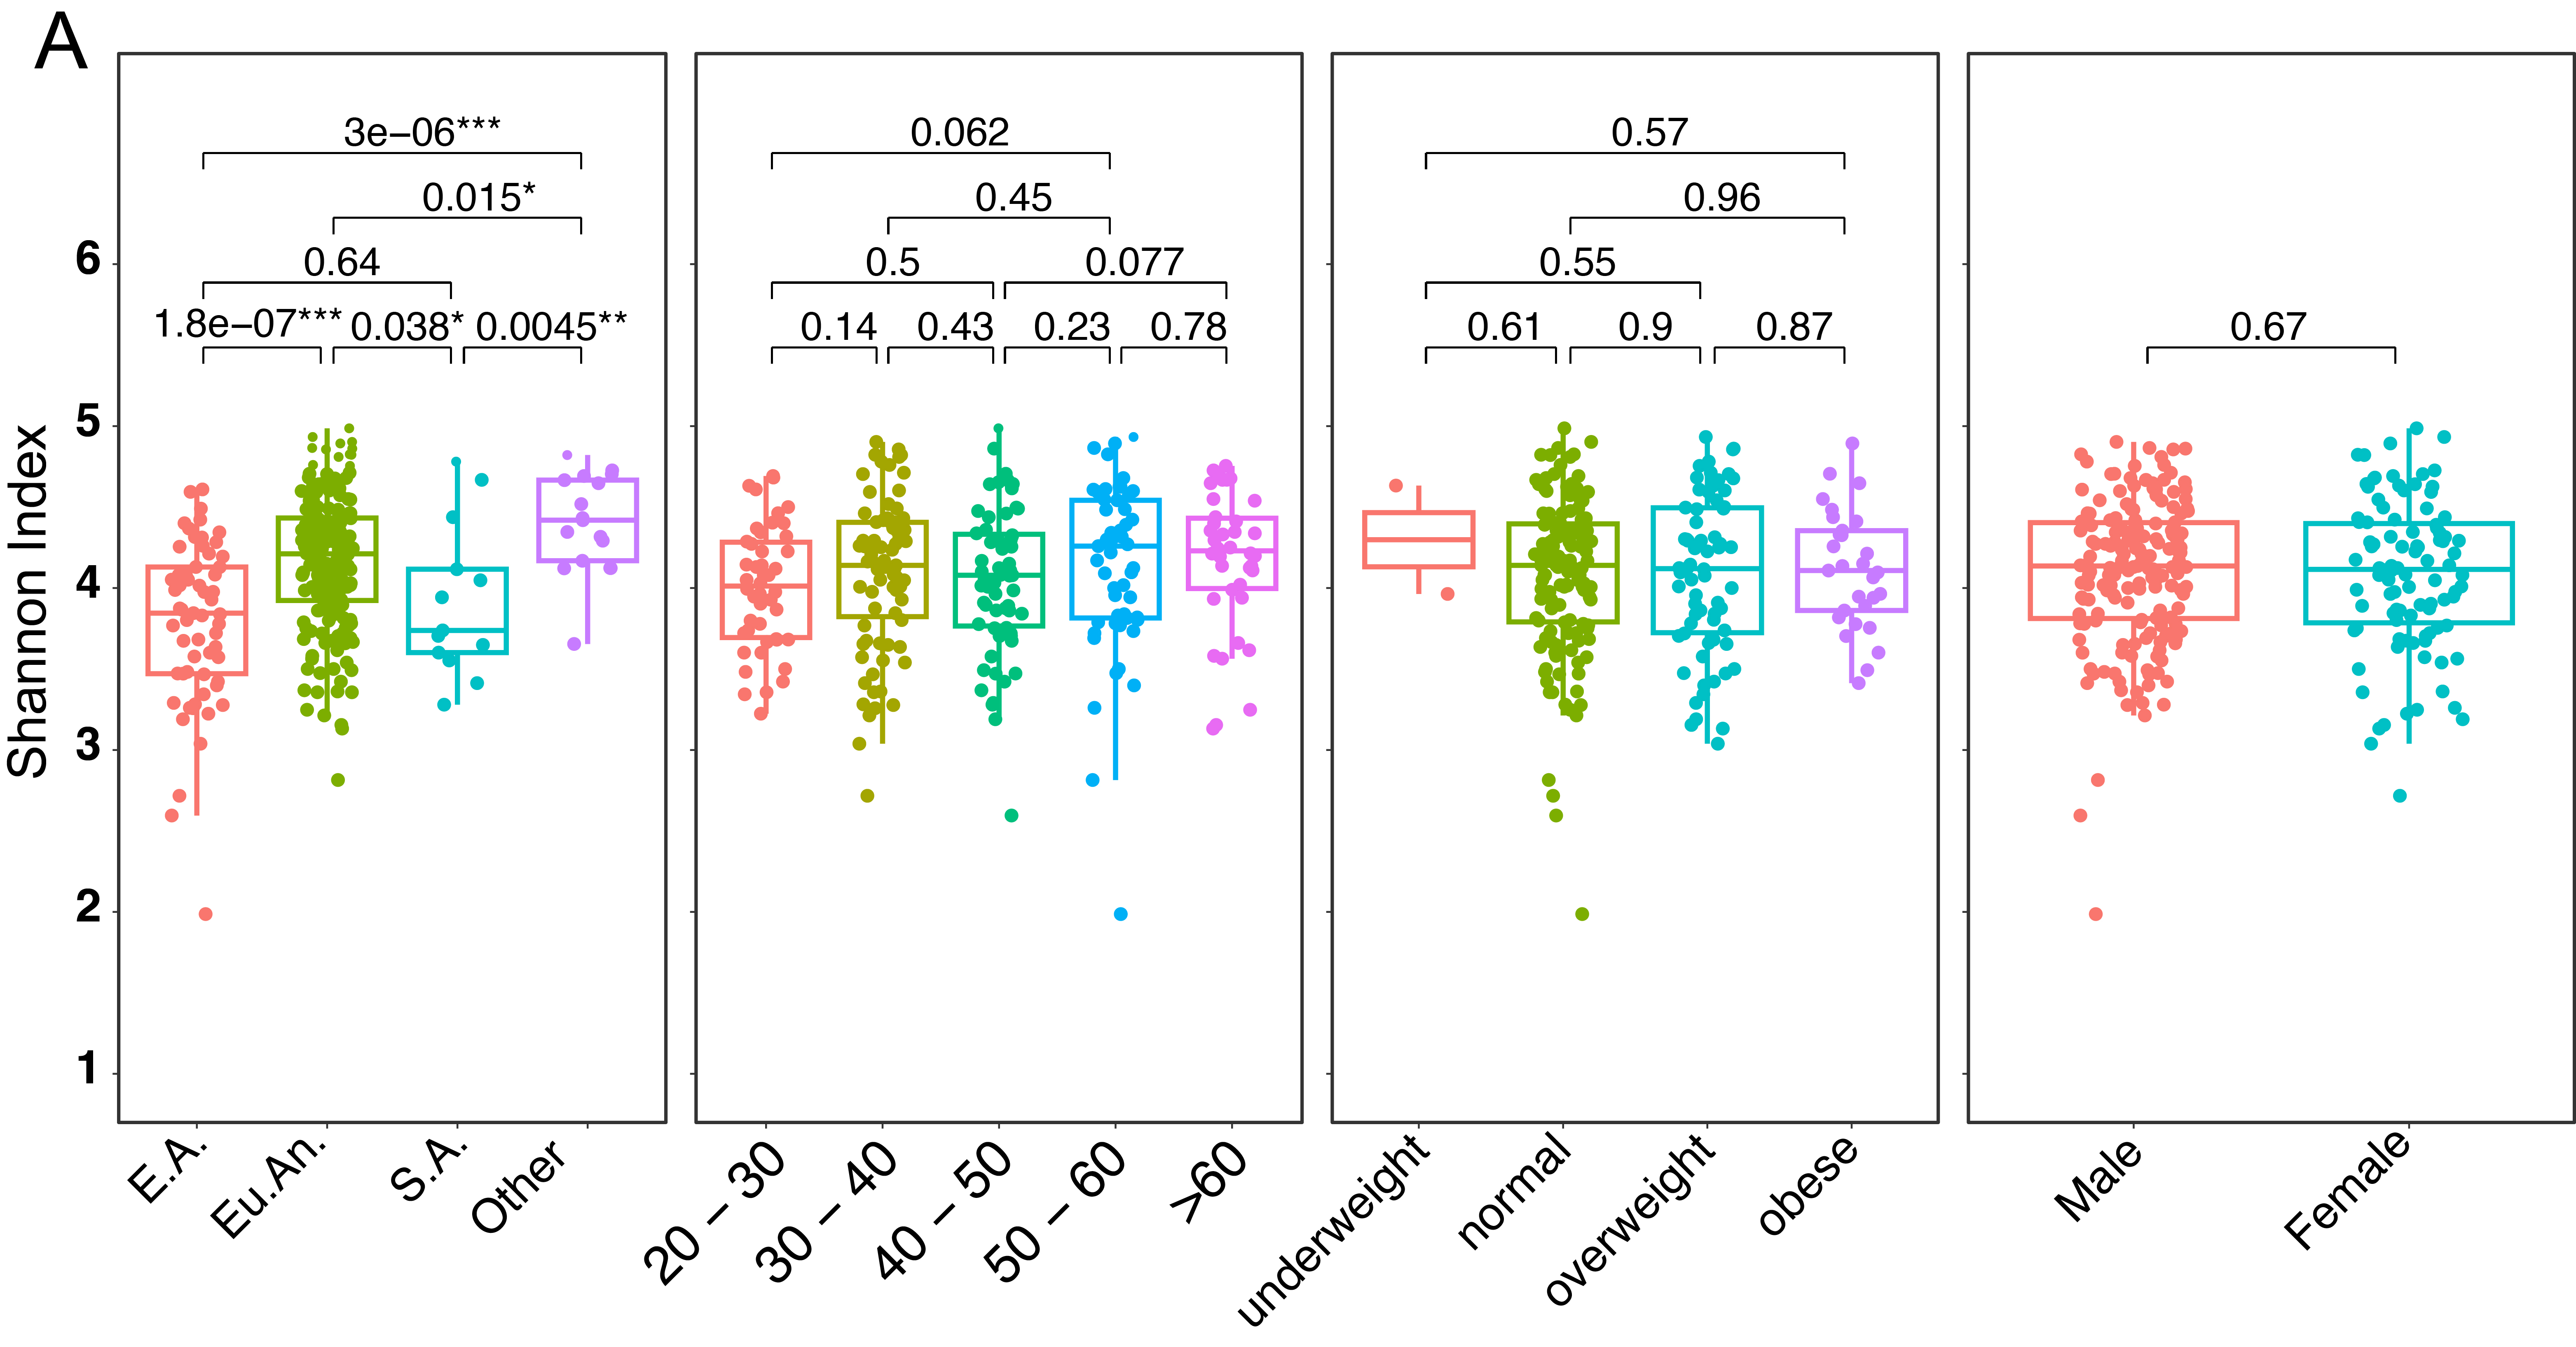 A
Shannon Index
6
5
4
3
2
1
3e−06***
0.015*
0.64
1.8e−07*** 0.038* 0.0045**
E.A.
Eu.An.
S.A.
Other
0.062
0.45
0.5 0.077
0.14 0.43 0.23 0.78
20 − 30
30 − 40
40 − 50
50 − 60
>60
0.57
0.96
0.55
0.61 0.9 0.87
underweight
normal
overweight
obese
0.67
Male
Female